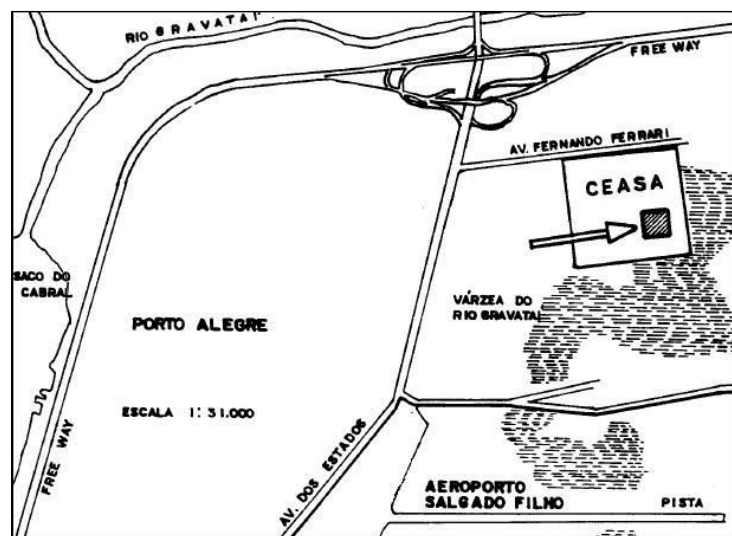 RIO GRAVATAÍ
FREE WAY
AV. FERNANDO FERRARI
CEASA
SACO DO
CABRAL
VÁRZEA DO
RIO GRAVATAÍ
PORTO ALEGRE
ESCALA 1:31.000
FREE WAY
AV. DOS ESTADOS
AEROPORTO
SALGADO FILHO
PISTA